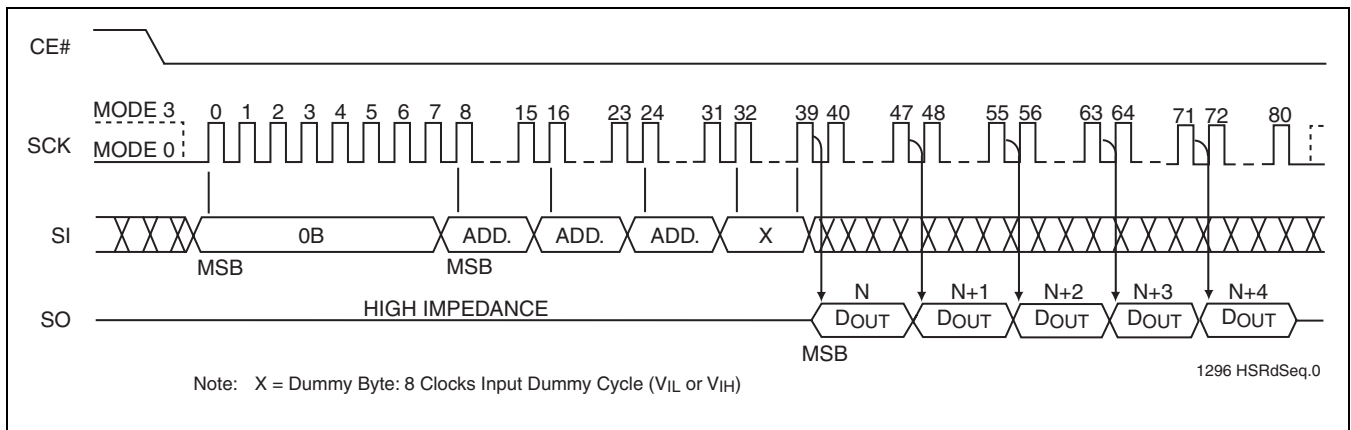 CE#
MODE 3 0 1 2 3 4 5 6 7 8 15 16 23 24 31 32 39 40 47 48 55 56 63 64 71 72 80
SCK
MODE 0
SI 0B ADD. ADD. ADD. X
MSB MSB
N N+1 N+2 N+3 N+4
SO HIGH IMPEDANCE DOUT DOUT DOUT DOUT DOUT
MSB
1296 HSRdSeq.0
Note: X = Dummy Byte: 8 Clocks Input Dummy Cycle (VIL or VIH)